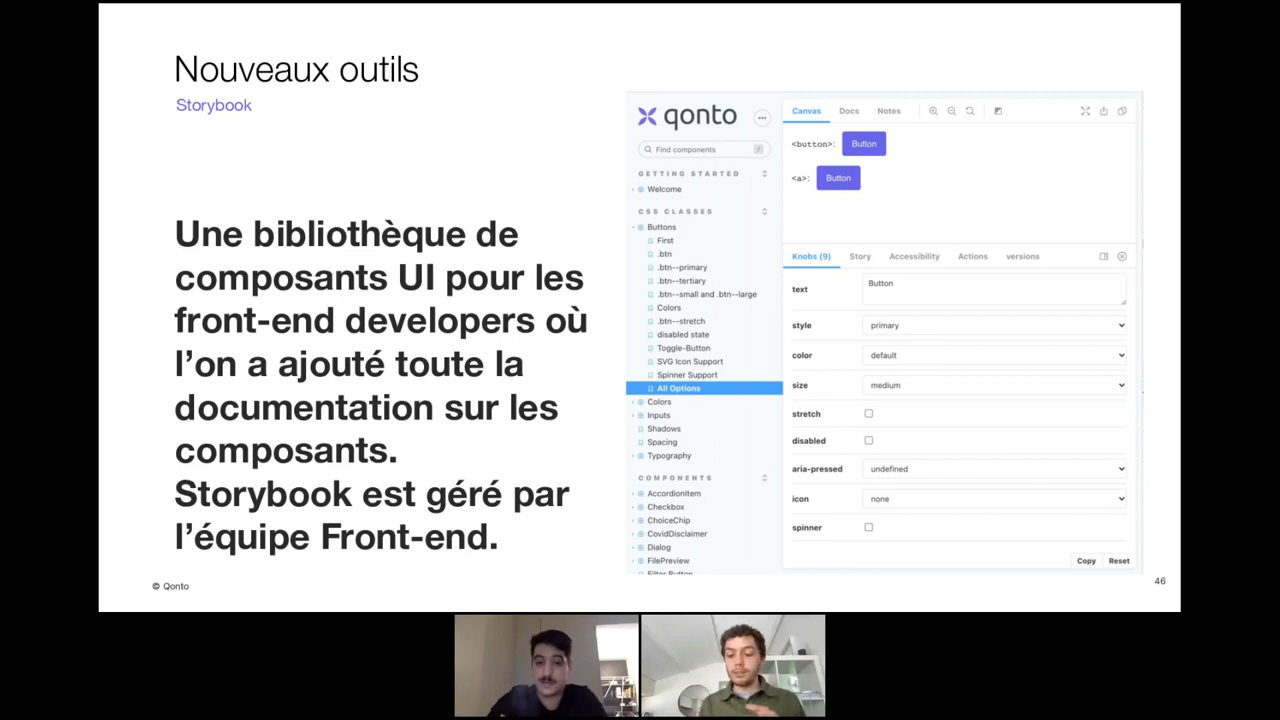 Nouveaux outils
Storybook
Une bibliothèque de
composants UI pour les
front-end developers où
l’on a ajouté toute la
documentation sur les
composants.
Storybook est géré par
l’équipe Front-end.
© Qonto
qonto
Find components /
GETTING STARTED
Welcome
CSS CLASSES
Buttons
First
.btn
.btn--primary
.btn--tertiary
.btn--small and .btn--large
Colors
.btn--stretch
disabled state
Toggle-Button
SVG Icon Support
Spinner Support
All Options
Colors
Inputs
Shadows
Spacing
Typography
COMPONENTS
AccordionItem
Checkbox
ChoiceChip
CovidDisclaimer
Dialog
FilePreview
Filter Button
Canvas Docs Notes
<button>: Button
<a>: Button
Knobs (9) Story Accessibility Actions versions
text Button
style primary
color default
size medium
stretch
disabled
aria-pressed undefined
icon none
spinner
Copy Reset
46